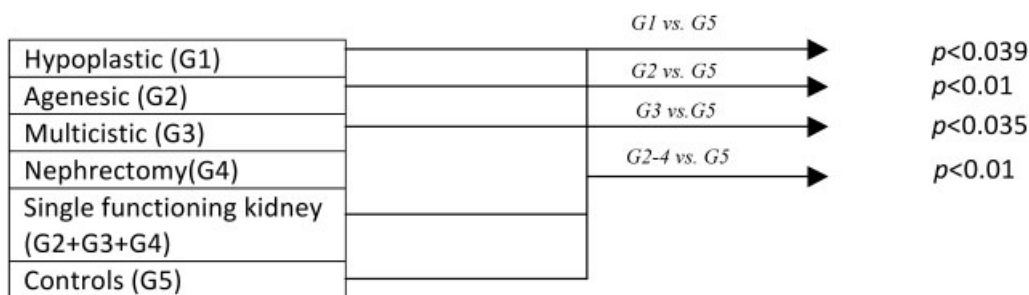 G1 vs. G5
Hypoplastic (G1)
p<0.039
G2 vs. G5
Agenesic (G2)
p<0.01
G3 vs.G5
Multicistic (G3)
p<0.035
G2-4 vs. G5
Nephrectomy(G4)
p<0.01
Single functioning kidney
(G2+G3+G4)
Controls (G5)